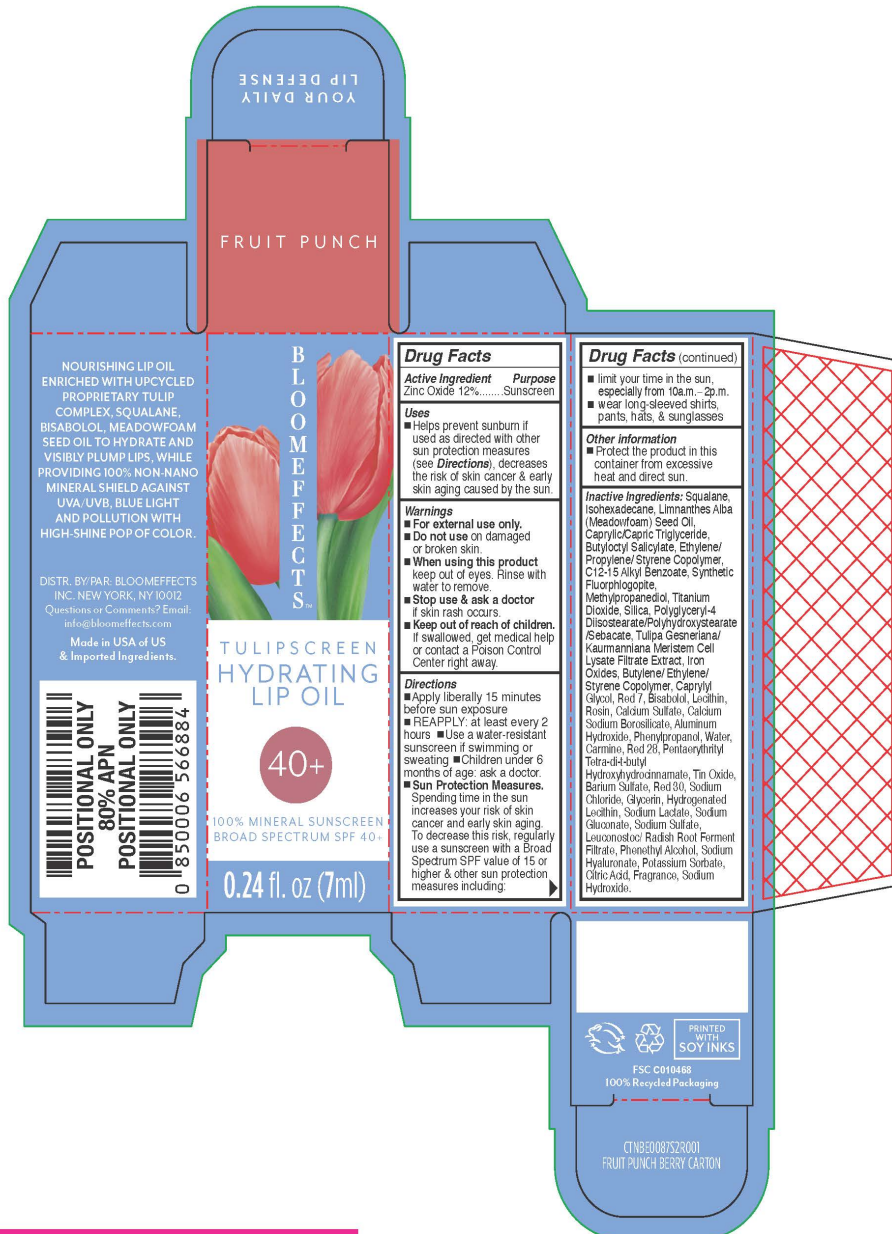 YOUR DAILY
LIP DEFENSE
FRUIT PUNCH
NOURISHING LIP OIL
ENRICHED WITH UPCYCLED
PROPRIETARY TULIP
COMPLEX, SQUALANE,
BISABOLOL, MEADOWFOAM
SEED OIL TO HYDRATE AND
VISIBLY PLUMP LIPS, WHILE
PROVIDING 100% NON-NANO
MINERAL SHIELD AGAINST
UVA/UVB, BLUE LIGHT
AND POLLUTION WITH
HIGH-SHINE POP OF COLOR.
DISTR. BY/PAR: BLOOMEFFECTS
INC. NEW YORK, NY 10012
Questions or Comments? Email:
info@bloomeffects.com
Made in USA of US
& Imported Ingredients.
POSITIONAL ONLY
80% APN
POSITIONAL ONLY
0 850006 566884
BLOOMEFFECTS™
TULIPSCREEN
HYDRATING
LIP OIL
40+
100% MINERAL SUNSCREEN
BROAD SPECTRUM SPF 40+
0.24 fl. oz (7ml)
Drug Facts
Active Ingredient Purpose
Zinc Oxide 12%........Sunscreen
Uses
■ Helps prevent sunburn if
used as directed with other
sun protection measures
(see Directions), decreases
the risk of skin cancer & early
skin aging caused by the sun.
Warnings
■ For external use only.
■ Do not use on damaged
or broken skin.
■ When using this product
keep out of eyes. Rinse with
water to remove.
■ Stop use & ask a doctor
if skin rash occurs.
■ Keep out of reach of children.
If swallowed, get medical help
or contact a Poison Control
Center right away.
Directions
■ Apply liberally 15 minutes
before sun exposure
■ REAPPLY: at least every 2
hours ■ Use a water-resistant
sunscreen if swimming or
sweating ■ Children under 6
months of age: ask a doctor.
■ Sun Protection Measures.
Spending time in the sun
increases your risk of skin
cancer and early skin aging.
To decrease this risk, regularly
use a sunscreen with a Broad
Spectrum SPF value of 15 or
higher & other sun protection
measures including:
Drug Facts (continued)
■ limit your time in the sun,
especially from 10a.m.– 2p.m.
■ wear long-sleeved shirts,
pants, hats, & sunglasses
Other information
■ Protect the product in this
container from excessive
heat and direct sun.
Inactive Ingredients: Squalane,
Isohexadecane, Limnanthes Alba
(Meadowfoam) Seed Oil,
Caprylic/Capric Triglyceride,
Butyloctyl Salicylate, Ethylene/
Propylene/ Styrene Copolymer,
C12-15 Alkyl Benzoate, Synthetic
Fluorphlogopite,
Methylpropanediol, Titanium
Dioxide, Silica, Polyglyceryl-4
Diisostearate/Polyhydroxystearate
/Sebacate, Tulipa Gesneriana/
Kaurmanniana Meristem Cell
Lysate Filtrate Extract, Iron
Oxides, Butylene/ Ethylene/
Styrene Copolymer, Caprylyl
Glycol, Red 7, Bisabolol, Lecithin,
Rosin, Calcium Sulfate, Calcium
Sodium Borosilicate, Aluminum
Hydroxide, Phenylpropanol, Water,
Carmine, Red 28, Pentaerythrityl
Tetra-di-t-butyl
Hydroxyhydrocinnamate, Tin Oxide,
Barium Sulfate, Red 30, Sodium
Chloride, Glycerin, Hydrogenated
Lecithin, Sodium Lactate, Sodium
Gluconate, Sodium Sulfate,
Leuconostoc/ Radish Root Ferment
Filtrate, Phenethyl Alcohol, Sodium
Hyaluronate, Potassium Sorbate,
Citric Acid, Fragrance, Sodium
Hydroxide.
PRINTED
WITH
SOY INKS
FSC C010468
100% Recycled Packaging
CTNBE0087S2R001
FRUIT PUNCH BERRY CARTON